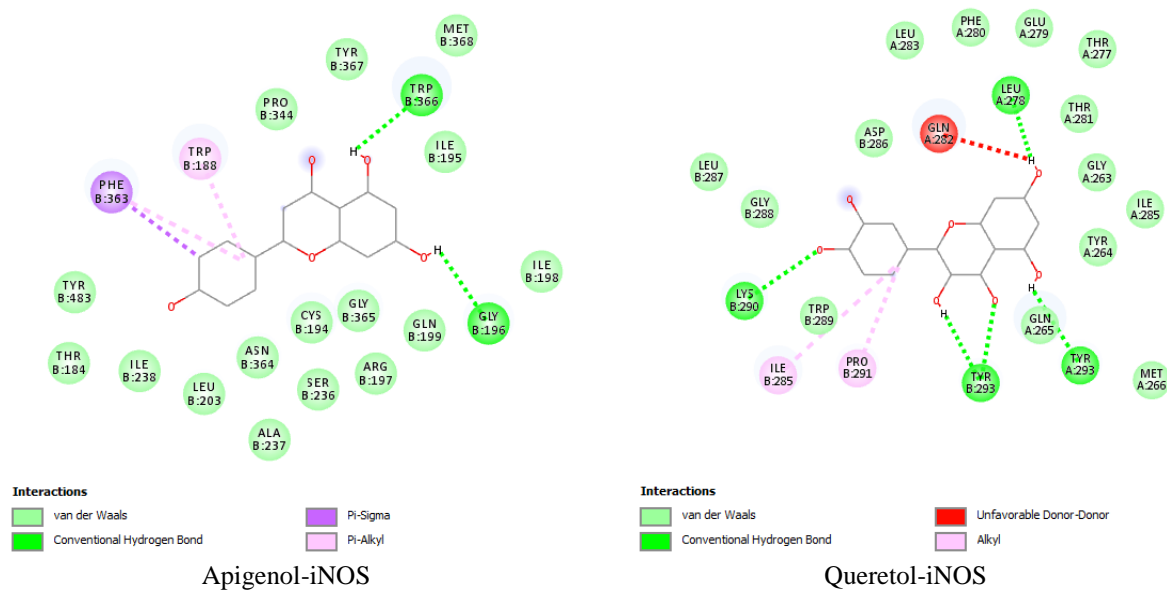 MET
B:368
TYR
B:367
TRP
B:366
PRO
B:344
TRP
B:188
ILE
B:195
PHE
B:363
H
O
O
O
O
H
O
TYR
B:483
ILE
B:198
CYS
B:194
GLY
B:365
GLN
B:199
GLY
B:196
THR
B:184
ILE
B:238
ASN
B:364
ARG
B:197
LEU
B:203
SER
B:236
ALA
B:237
Interactions
van der Waals
Conventional Hydrogen Bond
Pi-Sigma
Pi-Alkyl
Apigenol-iNOS
LEU
A:283
PHE
A:280
GLU
A:279
THR
A:277
LEU
A:278
THR
A:281
GLN
A:282
ASP
B:286
LEU
B:287
GLY
A:263
H
O
GLY
B:288
ILE
A:285
O
O
O
TYR
A:264
O
H
LYS
B:290
TRP
B:289
O
H
O
GLN
A:265
ILE
B:285
PRO
B:291
TYR
B:293
TYR
A:293
MET
A:266
Interactions
van der Waals
Conventional Hydrogen Bond
Unfavorable Donor-Donor
Alkyl
Queretol-iNOS